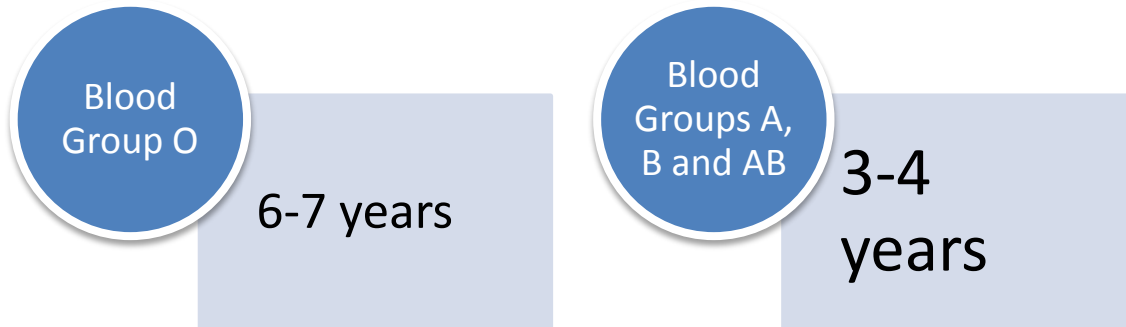 Blood
Group O
6-7 years
Blood
Groups A,
B and AB
3-4
years